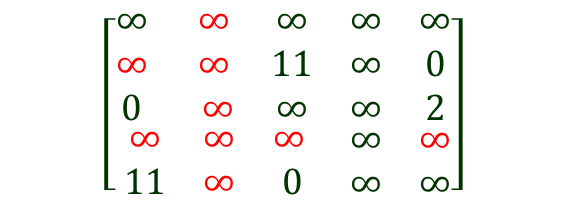 ∞ ∞ ∞ ∞ ∞
∞ ∞ 11 ∞ 0
0 ∞ ∞ ∞ 2
∞ ∞ ∞ ∞ ∞
11 ∞ 0 ∞ ∞